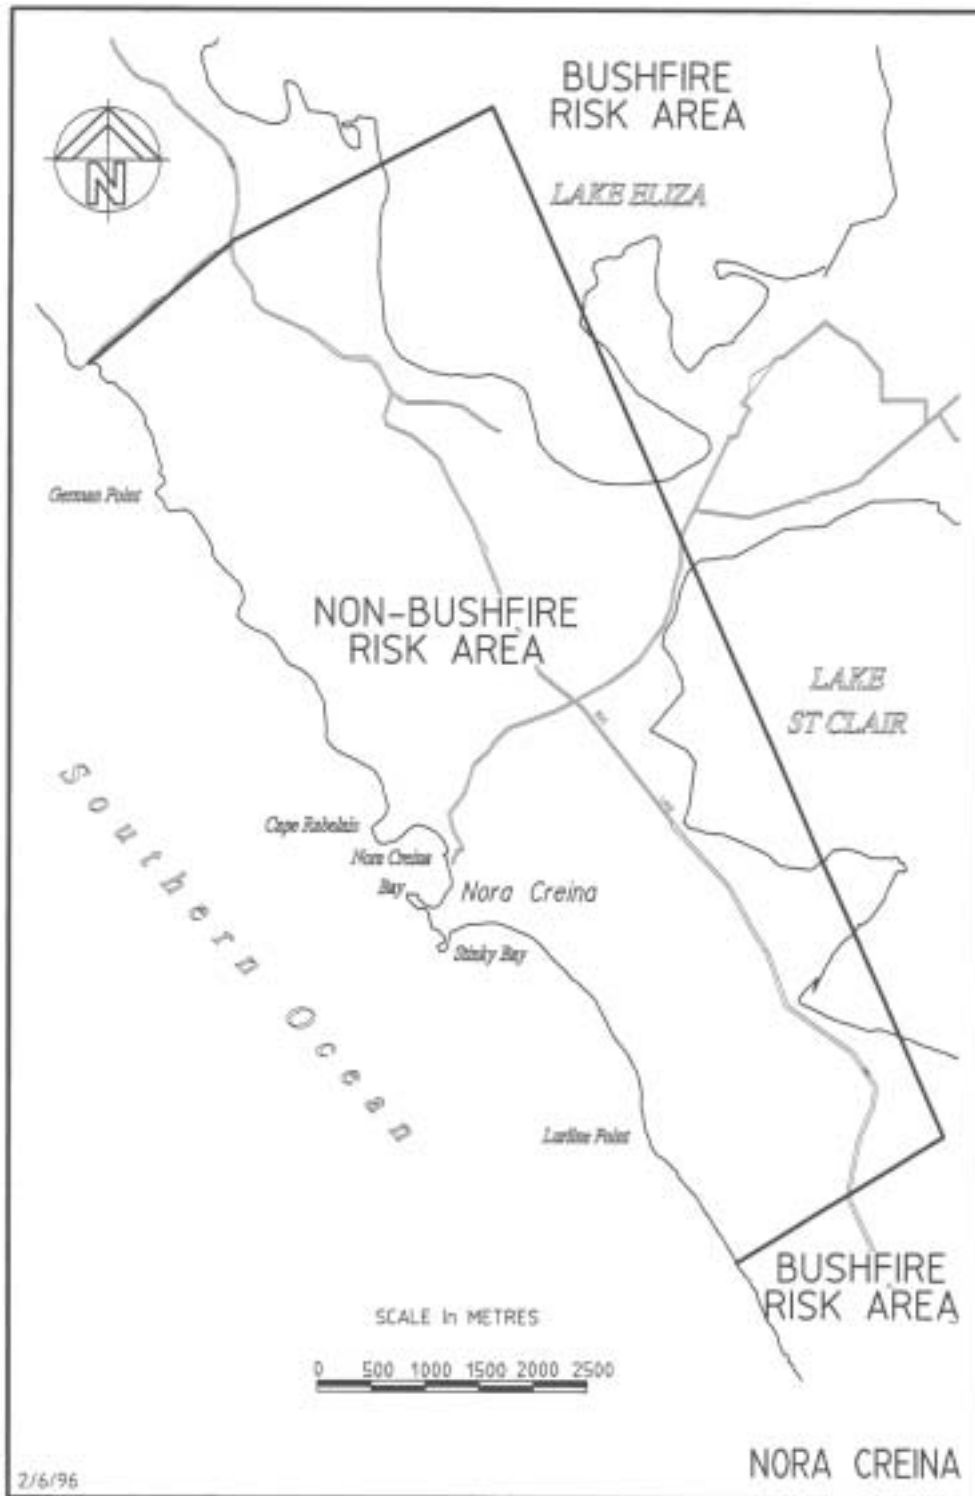 BUSHFIRE
RISK AREA
N
LAKE ELIZA
German Point
NON-BUSHFIRE
RISK AREA
LAKE
ST CLAIR
Southern Ocean
Cape Rabelais
Nora Creina
Bay
Nora Creina
Stinky Bay
Lurline Point
BUSHFIRE
RISK AREA
SCALE In METRES
0 500 1000 1500 2000 2500
NORA CREINA
2/6/96